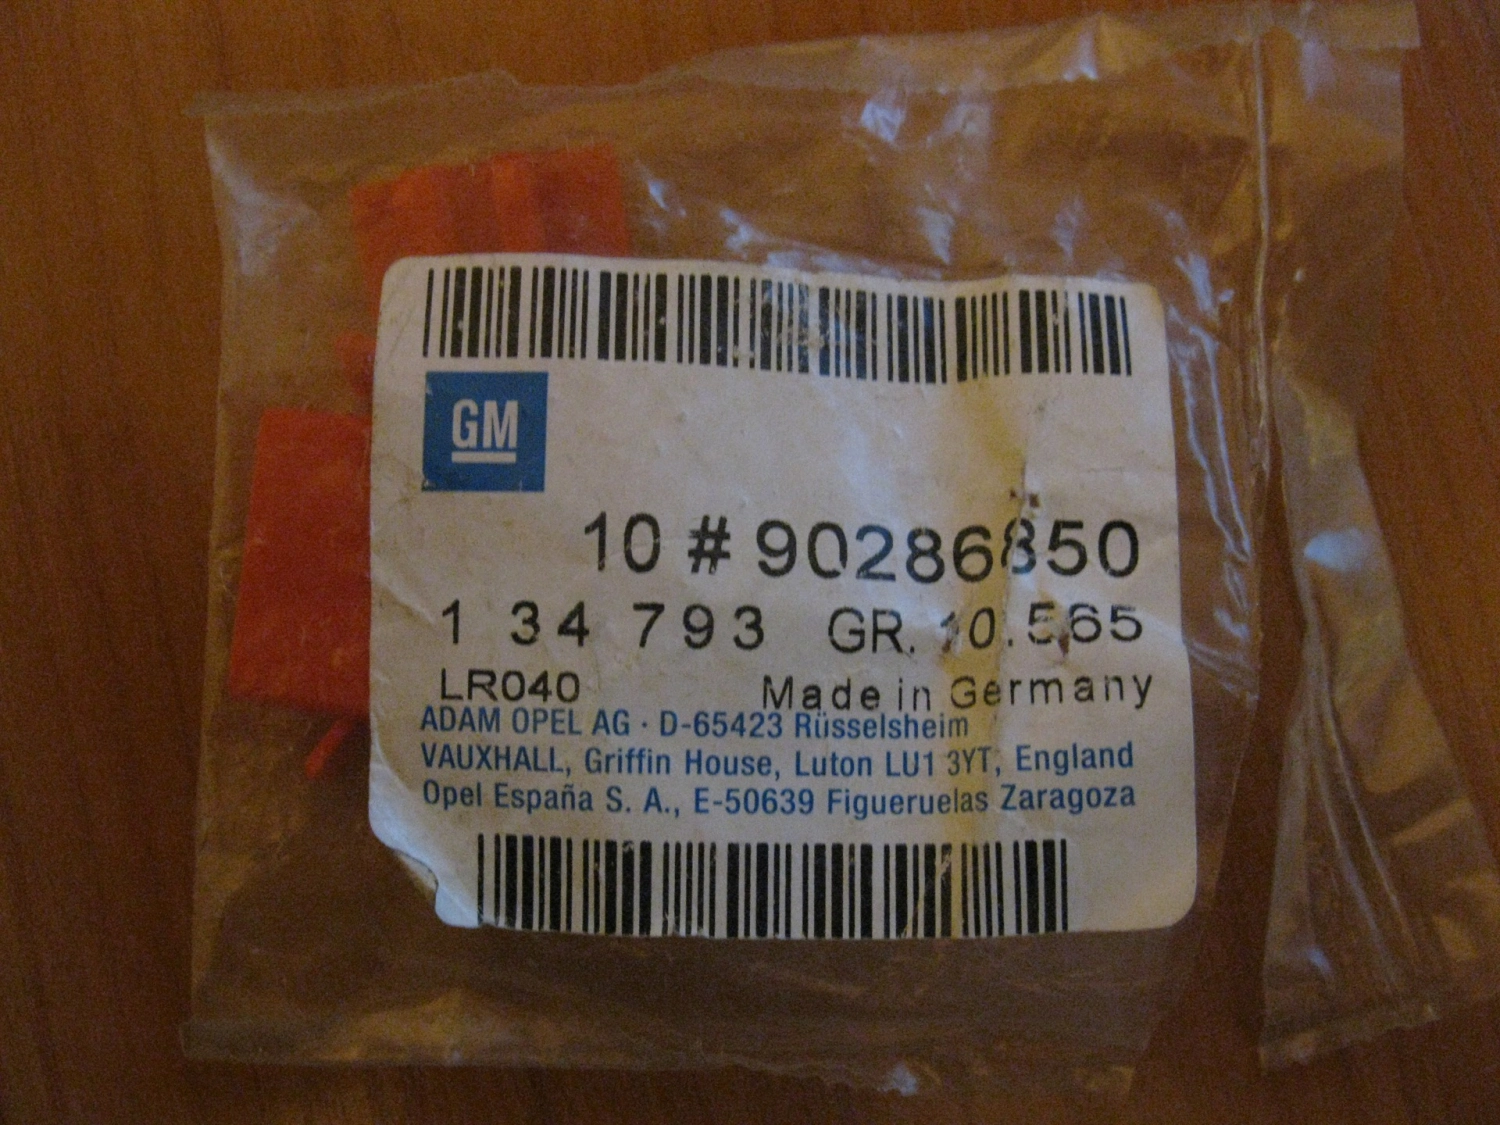 GM
10 # 90286850
1 34 793 GR. 10.565
LR040 Made in Germany
ADAM OPEL AG · D-65423 Rüsselsheim
VAUXHALL, Griffin House, Luton LU1 3YT, England
Opel España S. A., E-50639 Figueruelas Zaragoza